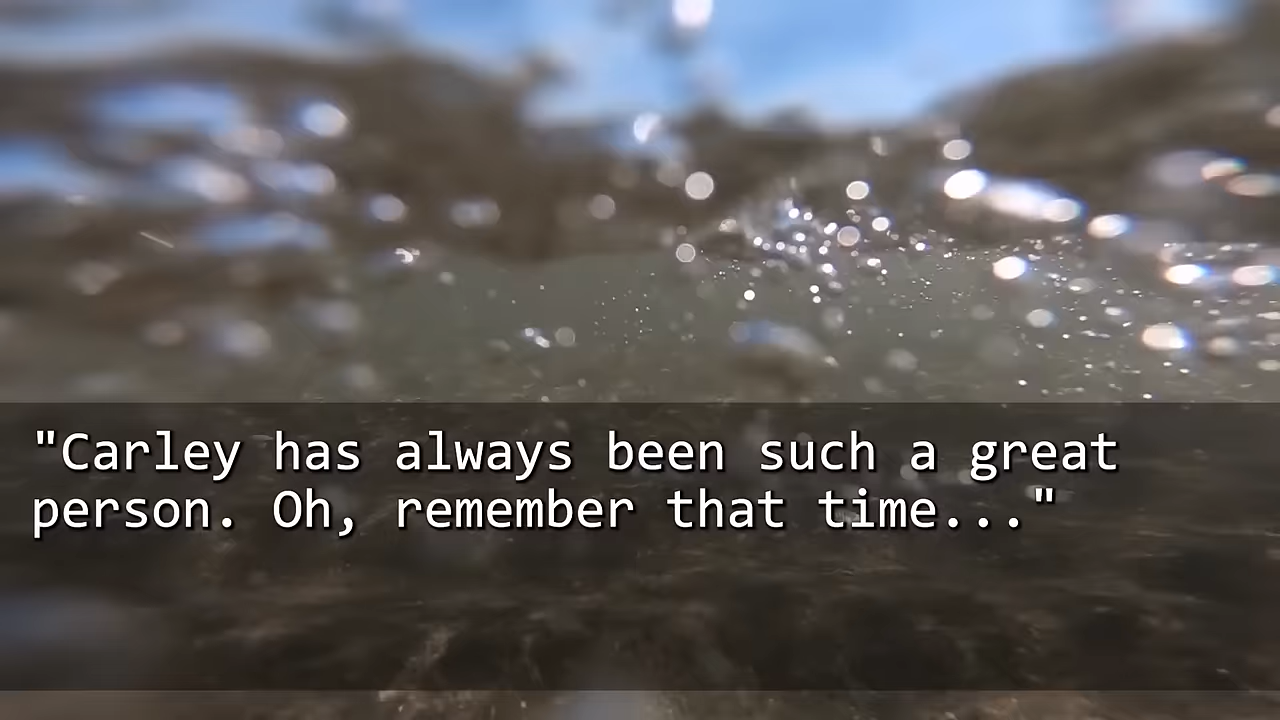 "Carley has always been such a great
person. Oh, remember that time..."